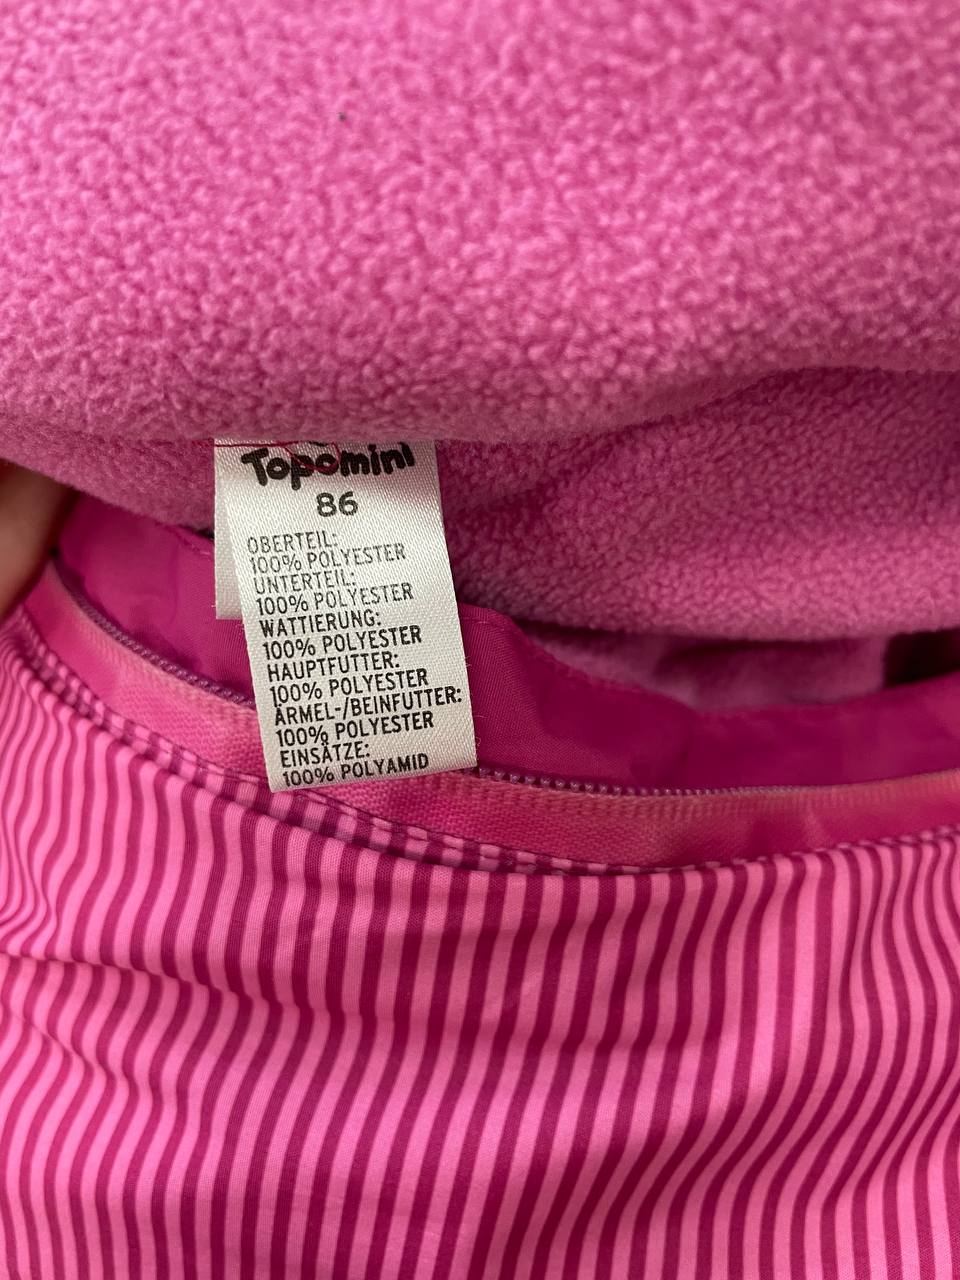 Topomini
86
OBERTEIL:
100% POLYESTER
UNTERTEIL:
100% POLYESTER
WATTIERUNG:
100% POLYESTER
HAUPTFUTTER:
100% POLYESTER
ÄRMEL-/BEINFUTTER:
100% POLYESTER
EINSÄTZE:
100% POLYAMID